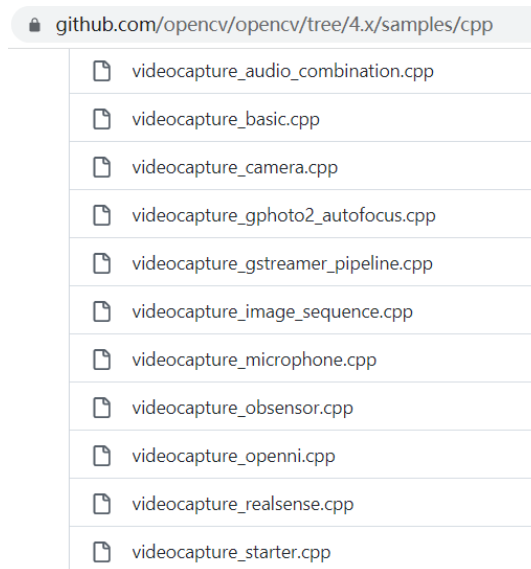 github.com/opencv/opencv/tree/4.x/samples/cpp
videocapture_audio_combination.cpp
videocapture_basic.cpp
videocapture_camera.cpp
videocapture_gphoto2_autofocus.cpp
videocapture_gstreamer_pipeline.cpp
videocapture_image_sequence.cpp
videocapture_microphone.cpp
videocapture_obsensor.cpp
videocapture_openni.cpp
videocapture_realsense.cpp
videocapture_starter.cpp